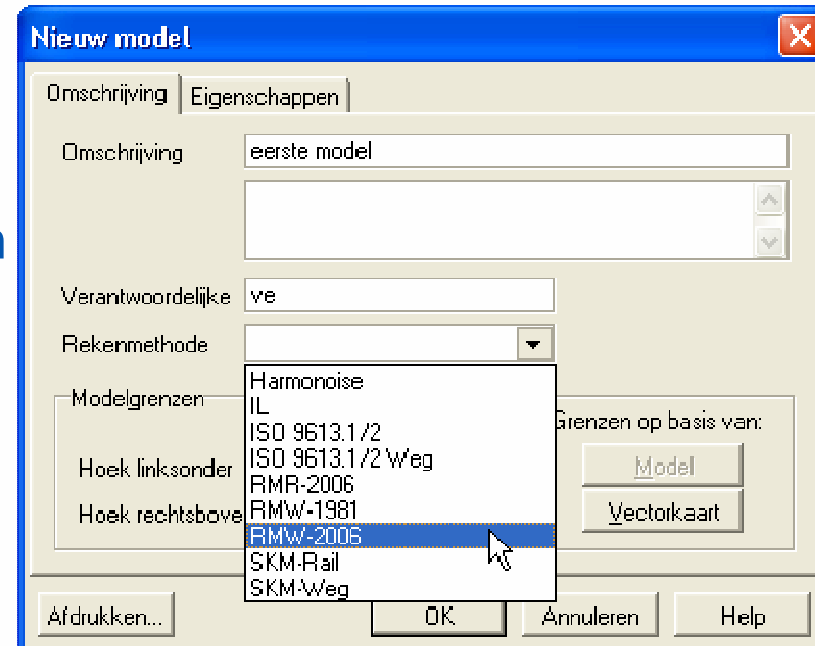 Nieuw model
Omschrijving Eigenschappen
Omschrijving eerste model
Verantwoordelijke ve
Rekenmethode
Harmonoise
Modelgrenzen
IL
Grenzen op basis van:
ISO 9613.1/2
ISO 9613.1/2 Weg
Hoek linksonder
Model
RMR-2006
RMW-1981
Hoek rechtsbove
Vectorkaart
RMW-2006
SKM-Rail
SKM-Weg
Afdrukken... OK Annuleren Help